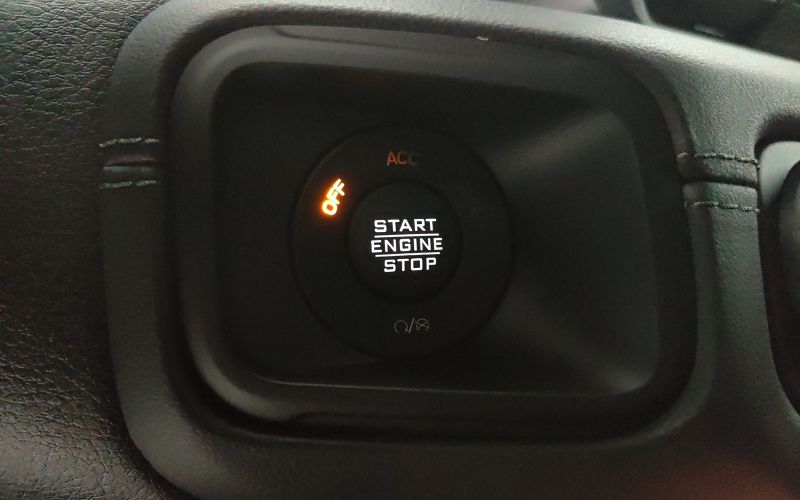 ACC
OFF
START
ENGINE
STOP